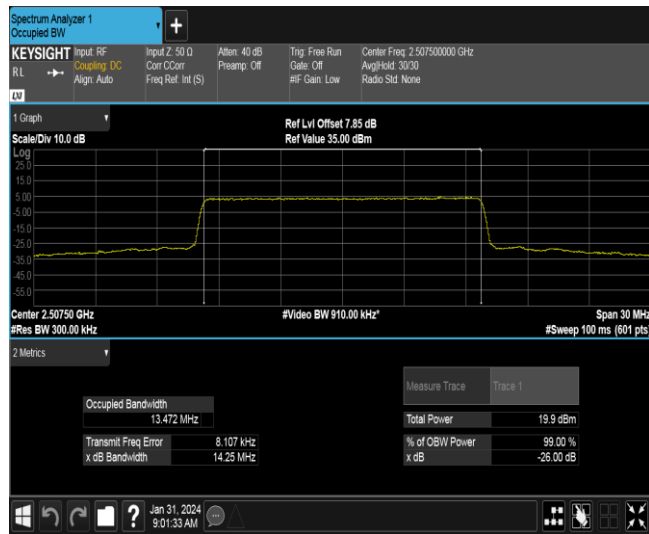 Spectrum Analyzer 1
Occupied BW
+
KEYSIGHT Input: RF Input Z: 50 Ω Atten: 40 dB Trig: Free Run Center Freq: 2.507500000 GHz
RL Coupling: DC Corr CCorr Preamp: Off Gate: Off Avg|Hold: 30/30
Align: Auto Freq Ref: Int (S) #IF Gain: Low Radio Std: None
LXI
1 Graph
Ref Lvl Offset 7.85 dB
Scale/Div 10.0 dB Ref Value 35.00 dBm
Log
25.0
15.0
5.00
-5.00
-15.0
-25.0
-35.0
-45.0
-55.0
Center 2.50750 GHz #Video BW 910.00 kHz* Span 30 MHz
#Res BW 300.00 kHz #Sweep 100 ms (601 pts)
2 Metrics
Measure Trace Trace 1
Occupied Bandwidth
13.472 MHz
Total Power 19.9 dBm
Transmit Freq Error 8.107 kHz % of OBW Power 99.00 %
x dB Bandwidth 14.25 MHz x dB -26.00 dB
? Jan 31, 2024
9:01:33 AM